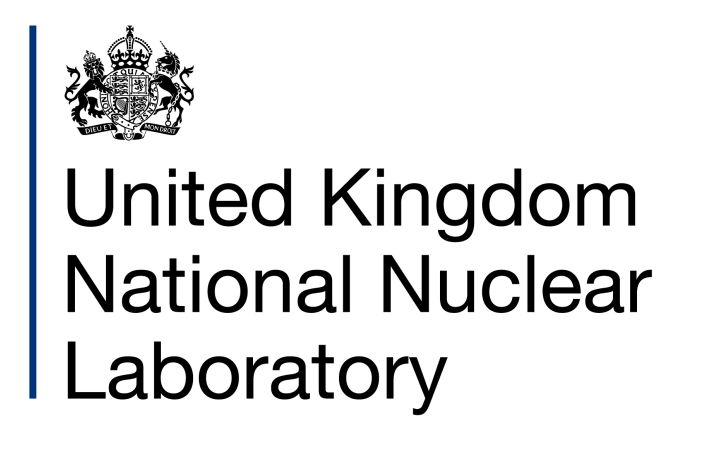 DIEU ET MON DROIT
United Kingdom
National Nuclear
Laboratory